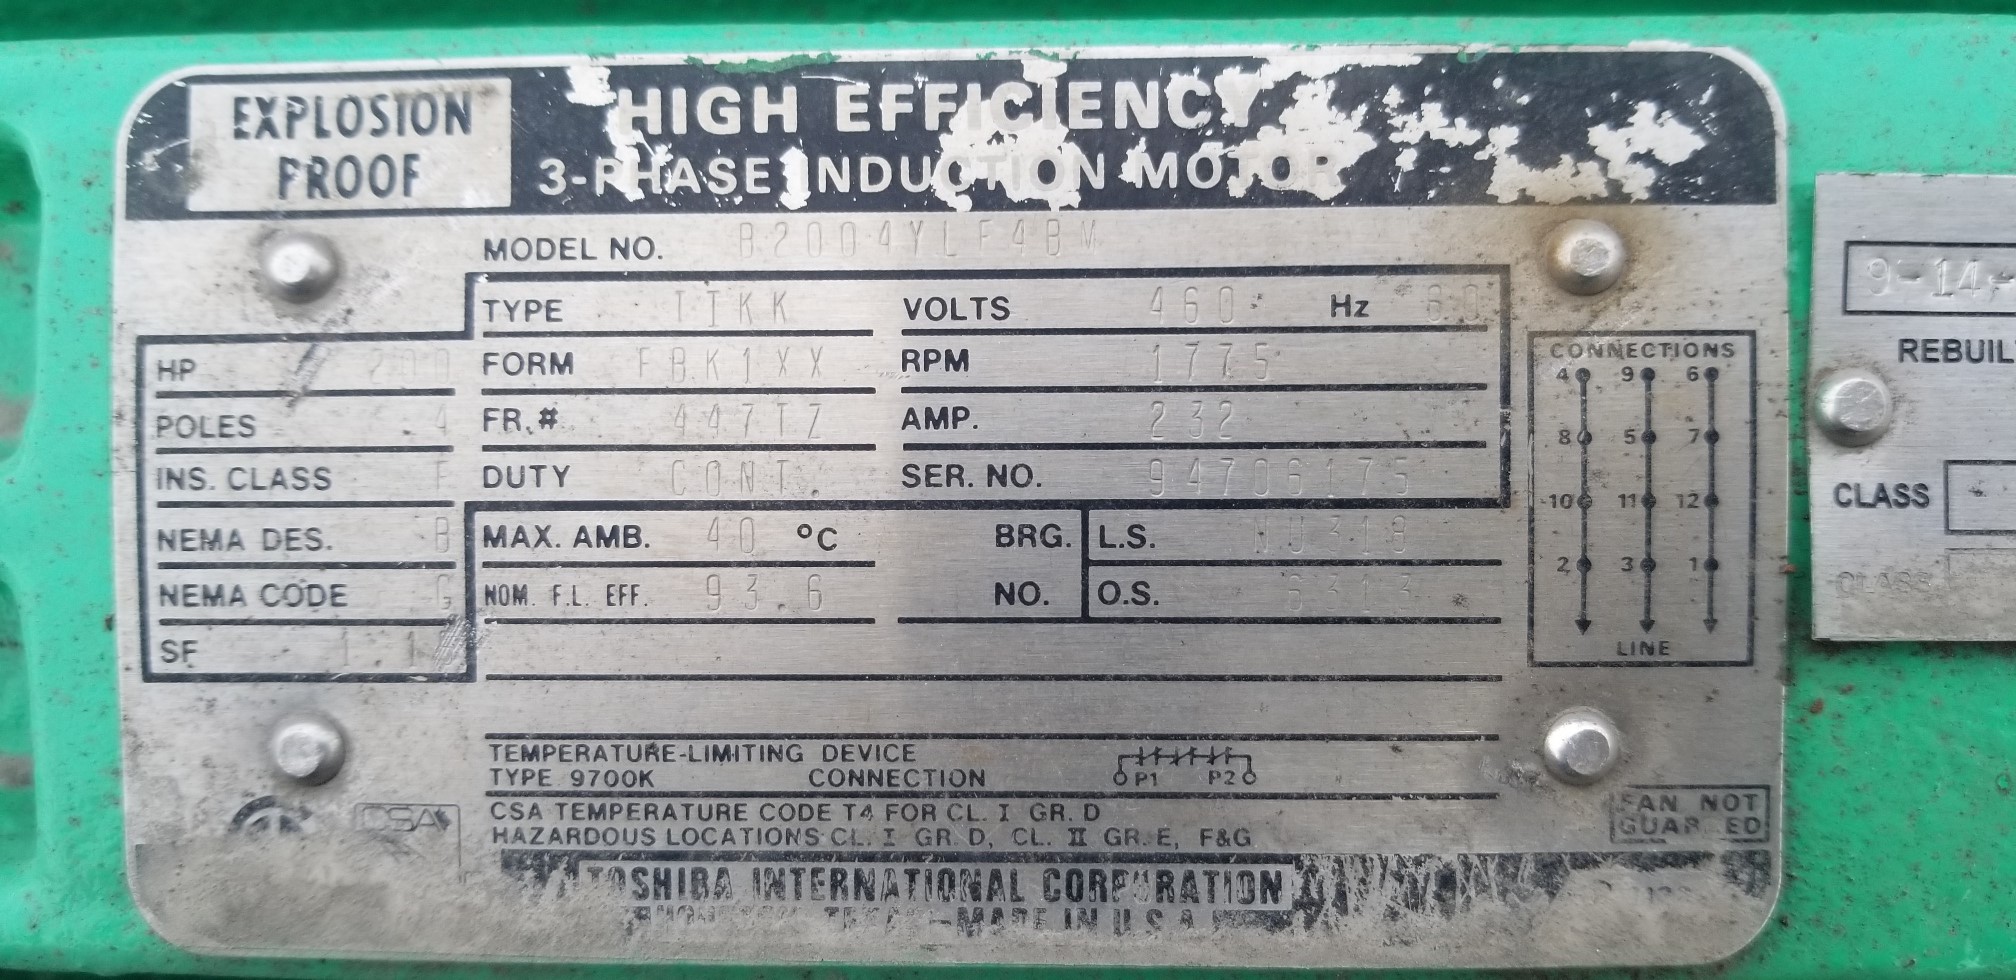 EXPLOSION
PROOF
HIGH EFFICIENCY
3-PHASE INDUCTION MOTOR
MODEL NO. B2004YLF4BM
TYPE TIKK VOLTS 460 Hz 60
HP 200 FORM FBK1XX RPM 1775
POLES 4 FR.# 447TZ AMP. 232
INS. CLASS F DUTY CONT. SER. NO. 94706175
NEMA DES. B MAX. AMB. 40 °C BRG. L.S. NU318
NEMA CODE G NOM. F.L. EFF. 93.6 NO. O.S. 6313
SF
CONNECTIONS
4 9 6
8 5 7
10 11 12
2 3 1
LINE
TEMPERATURE-LIMITING DEVICE
TYPE 9700K CONNECTION P1 P2
CSA TEMPERATURE CODE T4 FOR CL. I GR. D
HAZARDOUS LOCATIONS CL. I GR. D, CL. II GR. E, F&G
CSA
FAN NOT
GUARDED
TOSHIBA INTERNATIONAL CORPORATION
MADE IN U.S.A.
9-14-
REBUIL
CLASS
CLASS